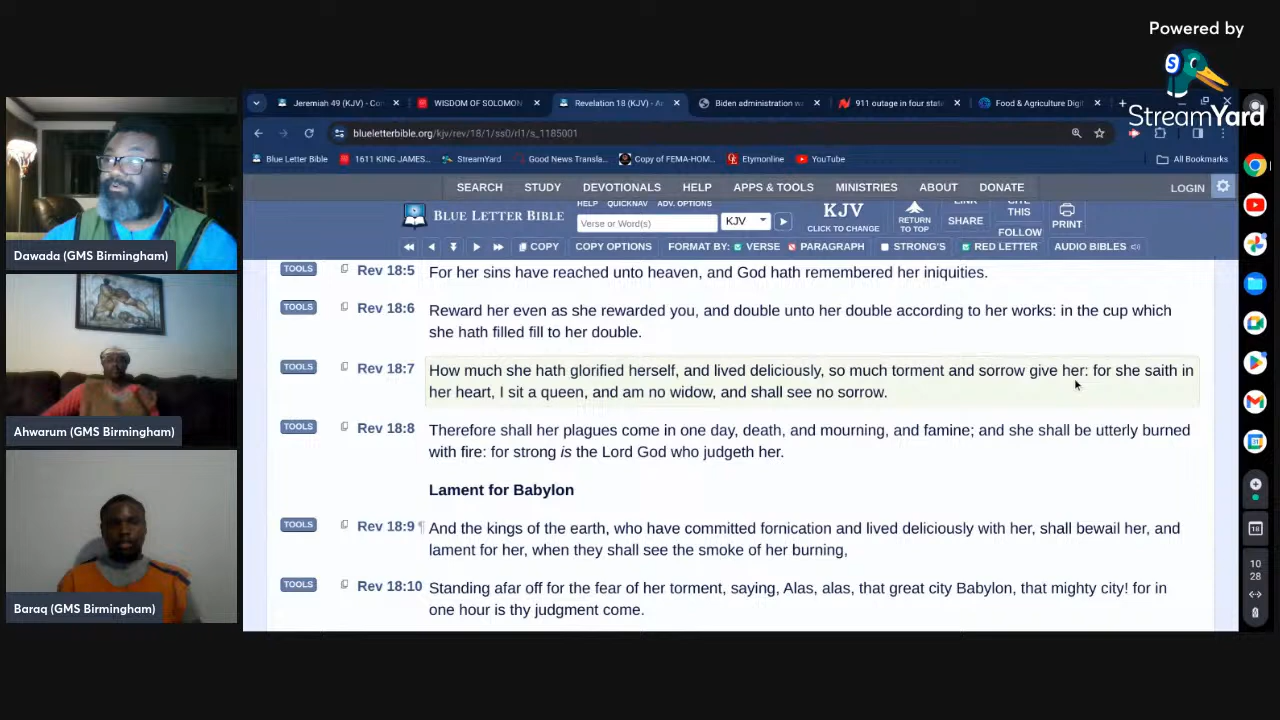 Powered by
StreamYard
Jeremiah 49 (KJV) - Co
WISDOM OF SOLOMON
Revelation 18 (KJV) - A
Biden administration w
911 outage in four stat
Food & Agriculture Digi
blueletterbible.org/kjv/rev/18/1/ss0/rl1/s_1185001
Blue Letter Bible
1611 KING JAMES...
StreamYard
Good News Transla...
Copy of FEMA-HOM...
Etymonline
YouTube
All Bookmarks
SEARCH STUDY DEVOTIONALS HELP APPS & TOOLS MINISTRIES ABOUT DONATE LOGIN
BLUE LETTER BIBLE
HELP QUICKNAV ADV. OPTIONS
Verse or Word(s)
KJV
KJV
CLICK TO CHANGE
RETURN
TO TOP
LINK
SHARE
CITE
THIS
FOLLOW
PRINT
COPY COPY OPTIONS FORMAT BY: VERSE PARAGRAPH STRONG'S RED LETTER AUDIO BIBLES
TOOLS Rev 18:5 For her sins have reached unto heaven, and God hath remembered her iniquities.
TOOLS Rev 18:6 Reward her even as she rewarded you, and double unto her double according to her works: in the cup which
she hath filled fill to her double.
TOOLS Rev 18:7 How much she hath glorified herself, and lived deliciously, so much torment and sorrow give her: for she saith in
her heart, I sit a queen, and am no widow, and shall see no sorrow.
TOOLS Rev 18:8 Therefore shall her plagues come in one day, death, and mourning, and famine; and she shall be utterly burned
with fire: for strong is the Lord God who judgeth her.
Lament for Babylon
TOOLS Rev 18:9 ¶ And the kings of the earth, who have committed fornication and lived deliciously with her, shall bewail her, and
lament for her, when they shall see the smoke of her burning,
TOOLS Rev 18:10 Standing afar off for the fear of her torment, saying, Alas, alas, that great city Babylon, that mighty city! for in
one hour is thy judgment come.
Dawada (GMS Birmingham)
Ahwarum (GMS Birmingham)
Baraq (GMS Birmingham)
10
28